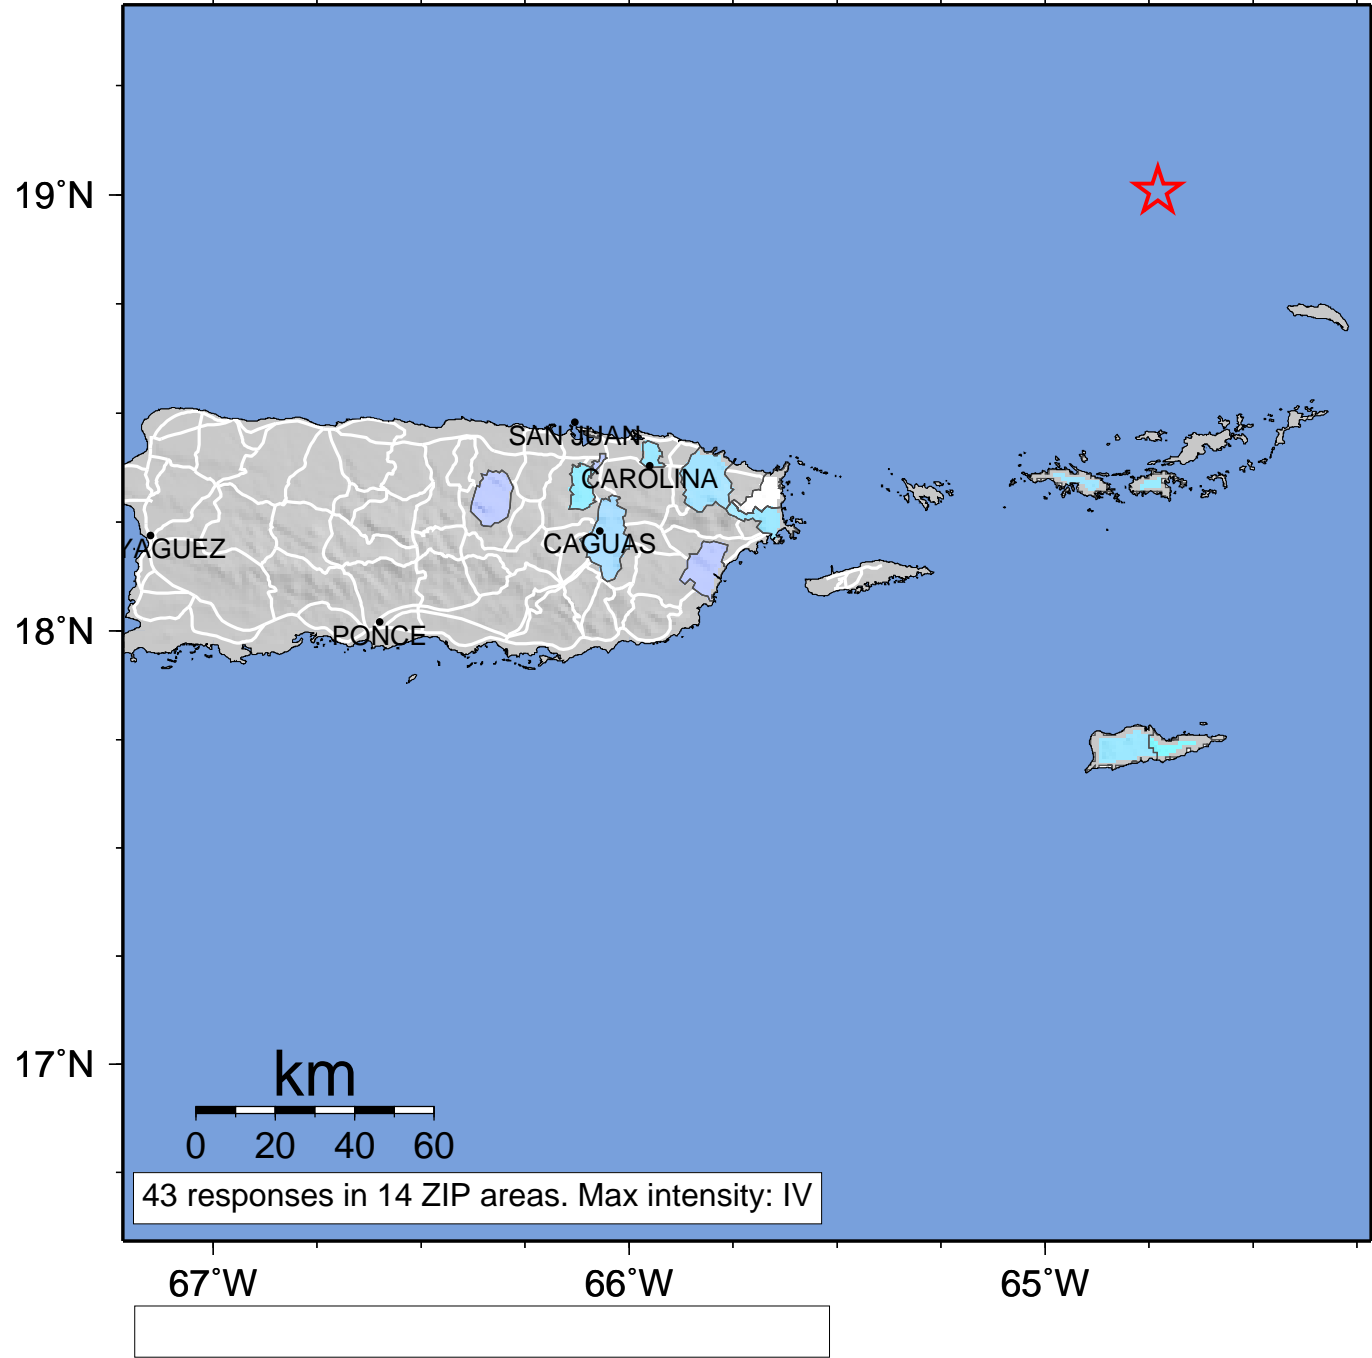 19˚N
SAN JUAN
CAROLINA
CAGUAS
YAGUEZ
18˚N
PONCE
17˚N
km
0 20 40 60
43 responses in 14 ZIP areas. Max intensity: IV
67˚W 66˚W 65˚W